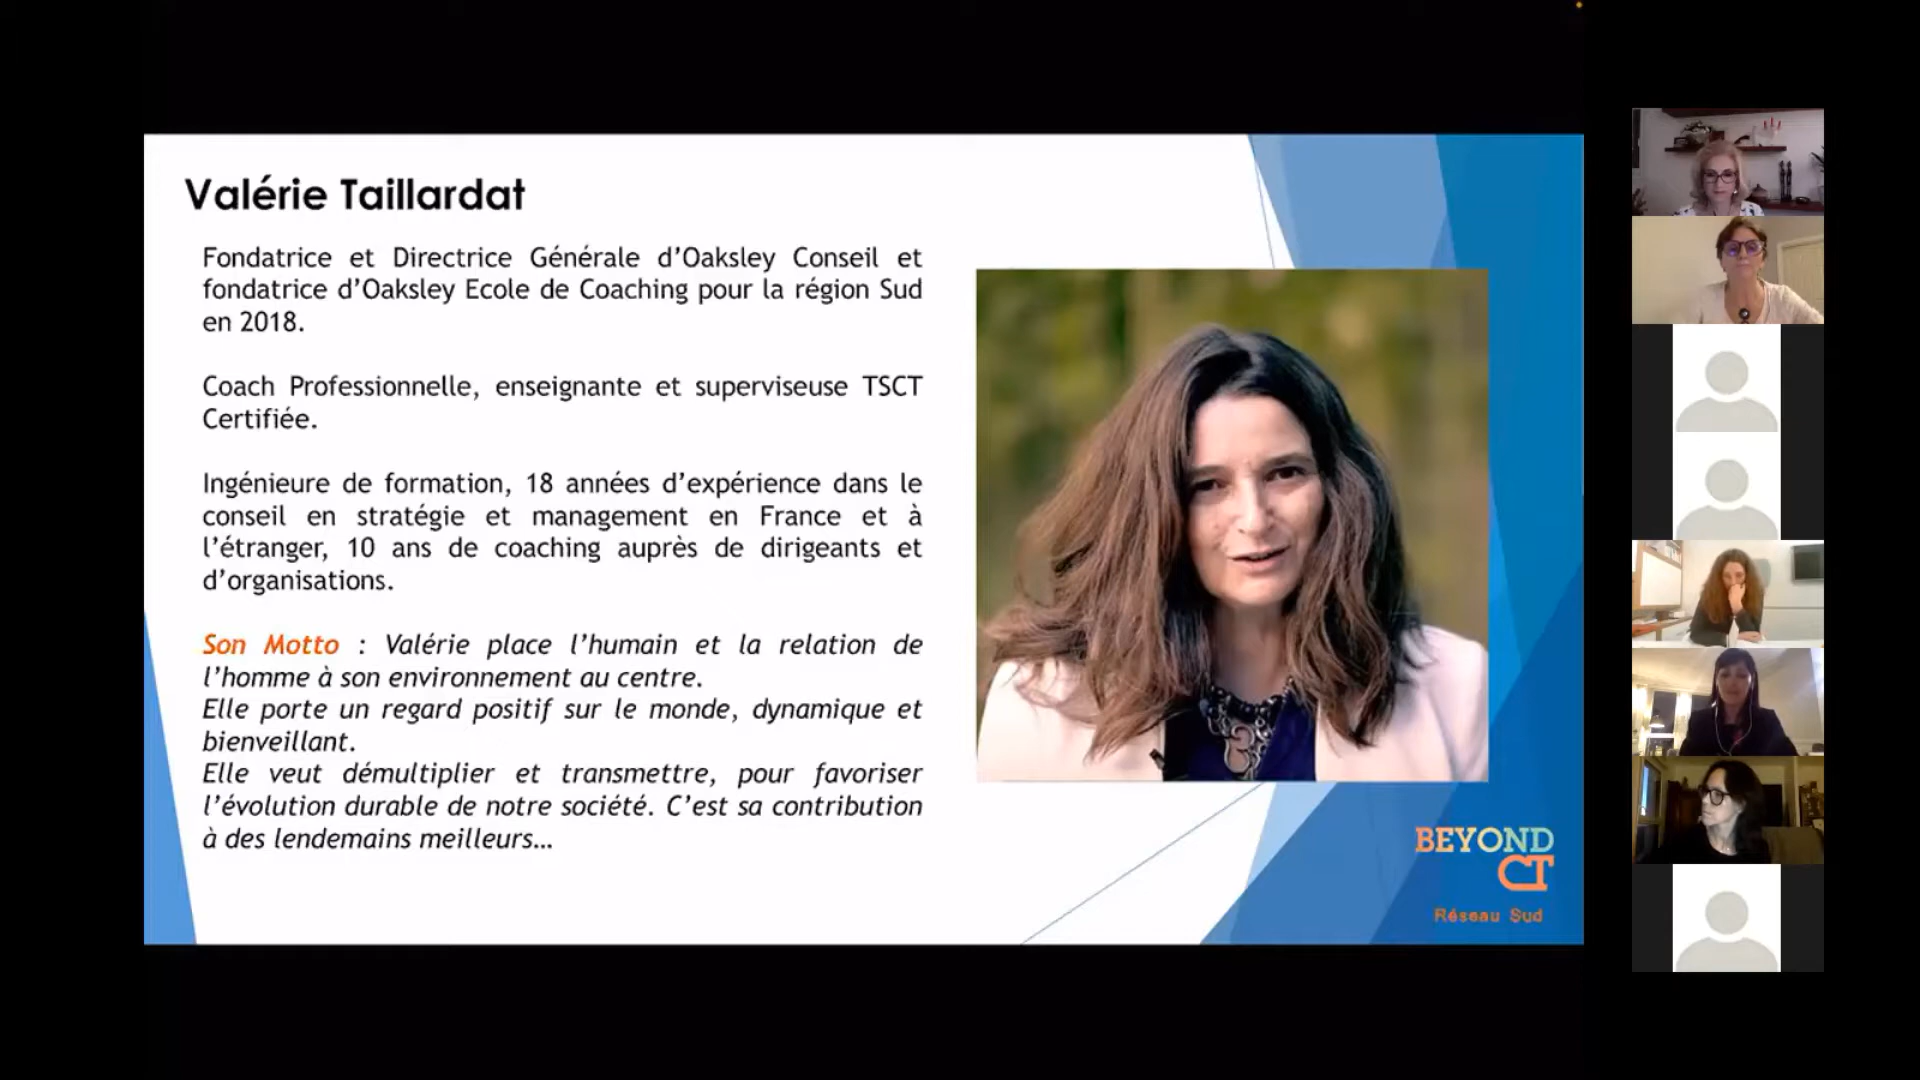 Valérie Taillardat
Fondatrice et Directrice Générale d’Oaksley Conseil et
fondatrice d’Oaksley Ecole de Coaching pour la région Sud
en 2018.
Coach Professionnelle, enseignante et superviseuse TSCT
Certifiée.
Ingénieure de formation, 18 années d’expérience dans le
conseil en stratégie et management en France et à
l’étranger, 10 ans de coaching auprès de dirigeants et
d’organisations.
Son Motto : Valérie place l’humain et la relation de
l’homme à son environnement au centre.
Elle porte un regard positif sur le monde, dynamique et
bienveillant.
Elle veut démultiplier et transmettre, pour favoriser
l’évolution durable de notre société. C’est sa contribution
à des lendemains meilleurs…
BEYOND
CT
Réseau Sud